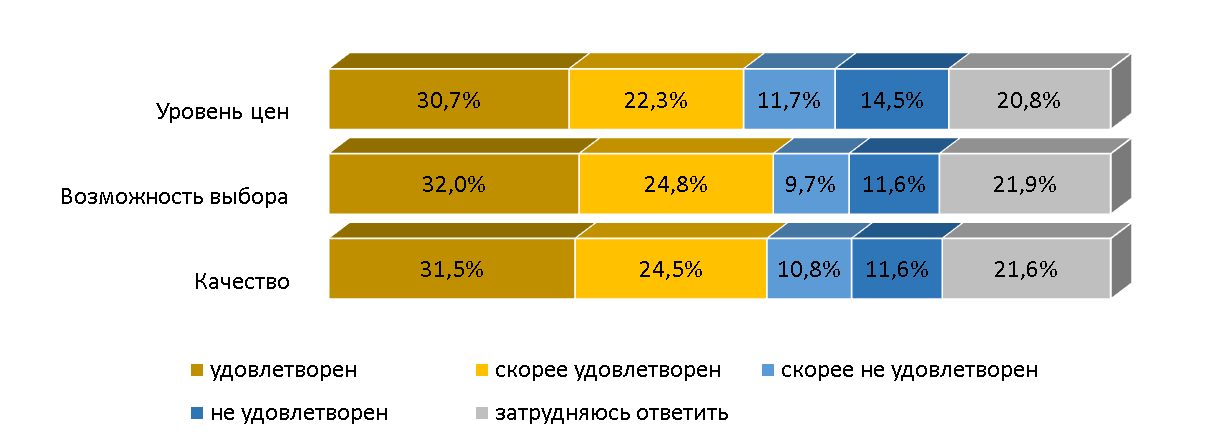 Уровень цен 30,7% 22,3% 11,7% 14,5% 20,8%
Возможность выбора 32,0% 24,8% 9,7% 11,6% 21,9%
Качество 31,5% 24,5% 10,8% 11,6% 21,6%
удовлетворен скорее удовлетворен скорее не удовлетворен
не удовлетворен затрудняюсь ответить